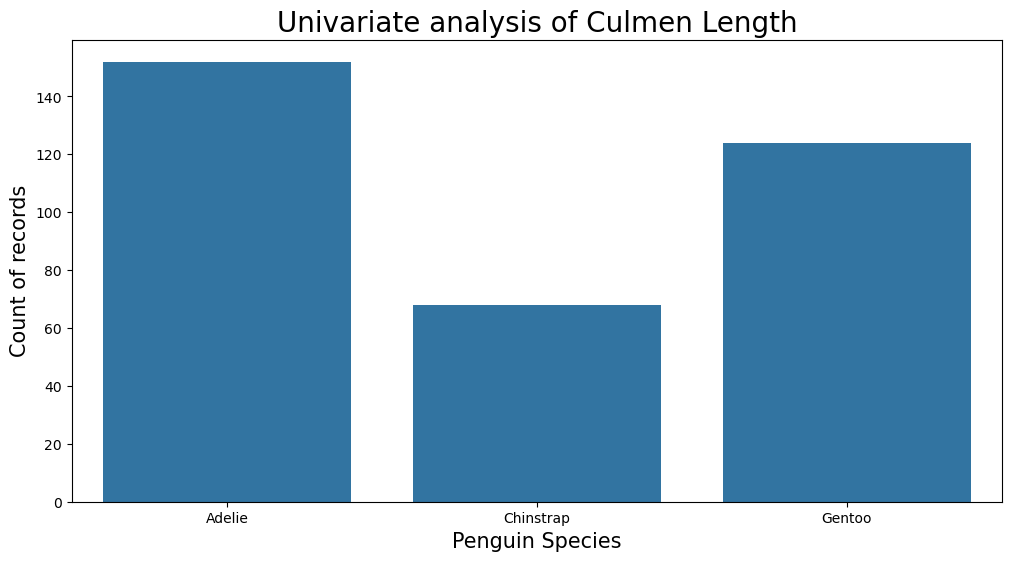 Univariate analysis of Culmen Length
Count of records
140
120
100
80
60
40
20
0
Adelie
Chinstrap
Gentoo
Penguin Species